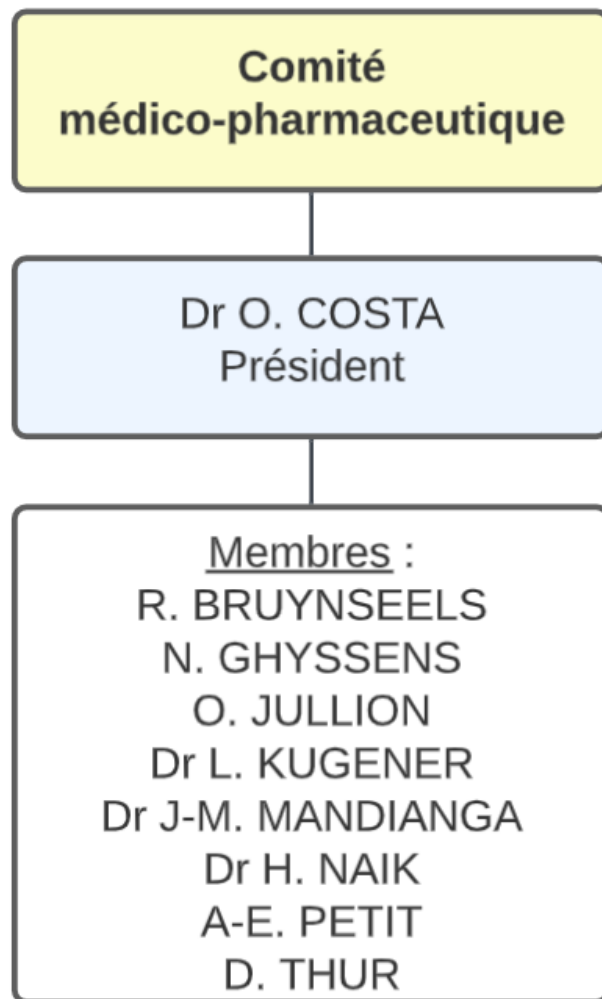 Comité
médico-pharmaceutique
Dr O. COSTA
Président
Membres :
R. BRUYNSEELS
N. GHYSSENS
O. JULLION
Dr L. KUGENER
Dr J-M. MANDIANGA
Dr H. NAIK
A-E. PETIT
D. THUR